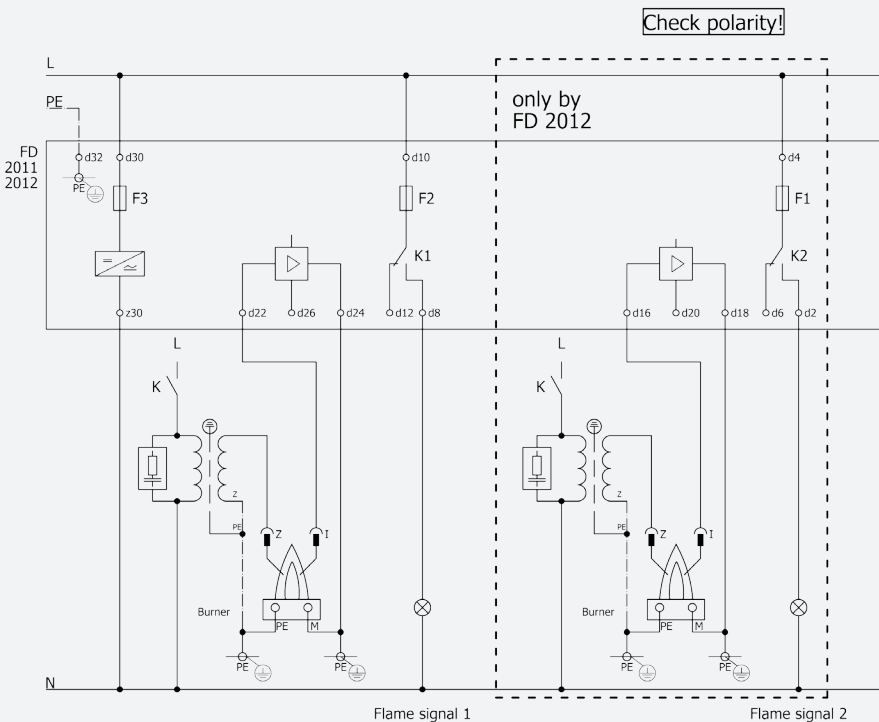 Check polarity!
L
only by
FD 2012
PE
FD
2011
2012
d32
d30
d10
d4
PE
F3
F2
F1
K1
K2
z30
d22
d26
d24
d12
d8
d16
d20
d18
d6
d2
L
L
K
K
Z
Z
PE
PE
Z
I
Z
I
Burner
Burner
PE
M
PE
M
PE
PE
PE
PE
N
Flame signal 1
Flame signal 2